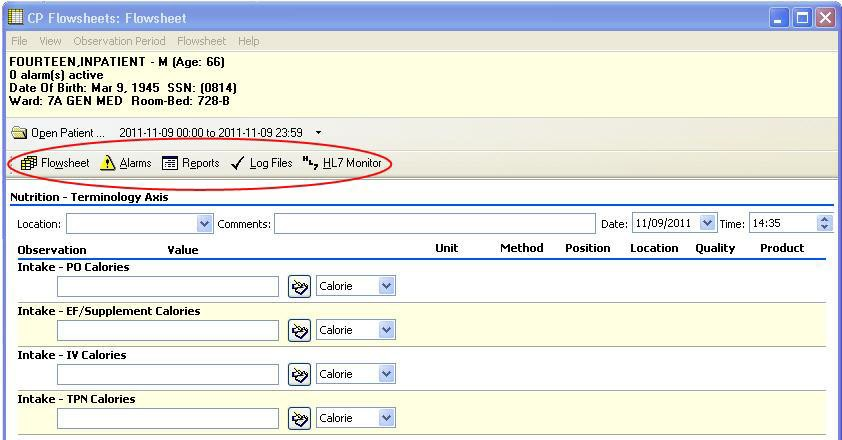 CP Flowsheets: Flowsheet
File View Observation Period Flowsheet Help
FOURTEEN,INPATIENT - M (Age: 66)
0 alarm(s) active
Date Of Birth: Mar 9, 1945 SSN: (0814)
Ward: 7A GEN MED Room-Bed: 728-B
Open Patient ... 2011-11-09 00:00 to 2011-11-09 23:59
Flowsheet Alarms Reports Log Files HL7 HL7 Monitor
Nutrition - Terminology Axis
Location: Comments: Date: 11/09/2011 Time: 14:35
Observation Value Unit Method Position Location Quality Product
Intake - PO Calories
Calorie
Intake - EF/Supplement Calories
Calorie
Intake - IV Calories
Calorie
Intake - TPN Calories
Calorie